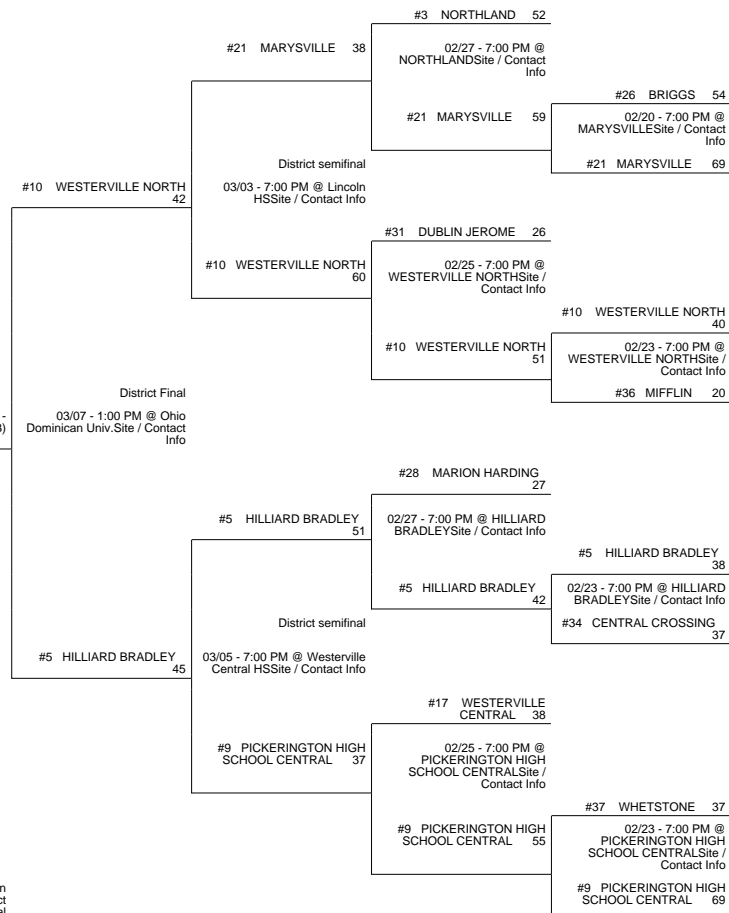 #3 NORTHLAND 52
#21 MARYSVILLE 38
02/27 - 7:00 PM @
NORTHLANDSite / Contact
Info
#26 BRIGGS 54
#21 MARYSVILLE 59
02/20 - 7:00 PM @
MARYSVILLESite / Contact
Info
District semifinal
#21 MARYSVILLE 69
#10 WESTERVILLE NORTH
42
03/03 - 7:00 PM @ Lincoln
HSSite / Contact Info
#31 DUBLIN JEROME 26
#10 WESTERVILLE NORTH
60
02/25 - 7:00 PM @
WESTERVILLE NORTHSite /
Contact Info
#10 WESTERVILLE NORTH
40
#10 WESTERVILLE NORTH
51
02/23 - 7:00 PM @
WESTERVILLE NORTHSite /
Contact Info
#36 MIFFLIN 20
District Final
03/07 - 1:00 PM @ Ohio
Dominican Univ.Site / Contact
Info
#28 MARION HARDING
27
#5 HILLIARD BRADLEY
51
02/27 - 7:00 PM @ HILLIARD
BRADLEYSite / Contact Info
#5 HILLIARD BRADLEY
38
#5 HILLIARD BRADLEY
42
02/23 - 7:00 PM @ HILLIARD
BRADLEYSite / Contact Info
#34 CENTRAL CROSSING
37
District semifinal
#5 HILLIARD BRADLEY
45
03/05 - 7:00 PM @ Westerville
Central HSSite / Contact Info
#17 WESTERVILLE
CENTRAL 38
#9 PICKERINGTON HIGH
SCHOOL CENTRAL 37
02/25 - 7:00 PM @
PICKERINGTON HIGH
SCHOOL CENTRALSite /
Contact Info
#37 WHETSTONE 37
#9 PICKERINGTON HIGH
SCHOOL CENTRAL 55
02/23 - 7:00 PM @
PICKERINGTON HIGH
SCHOOL CENTRALSite /
Contact Info
#9 PICKERINGTON HIGH
SCHOOL CENTRAL 69